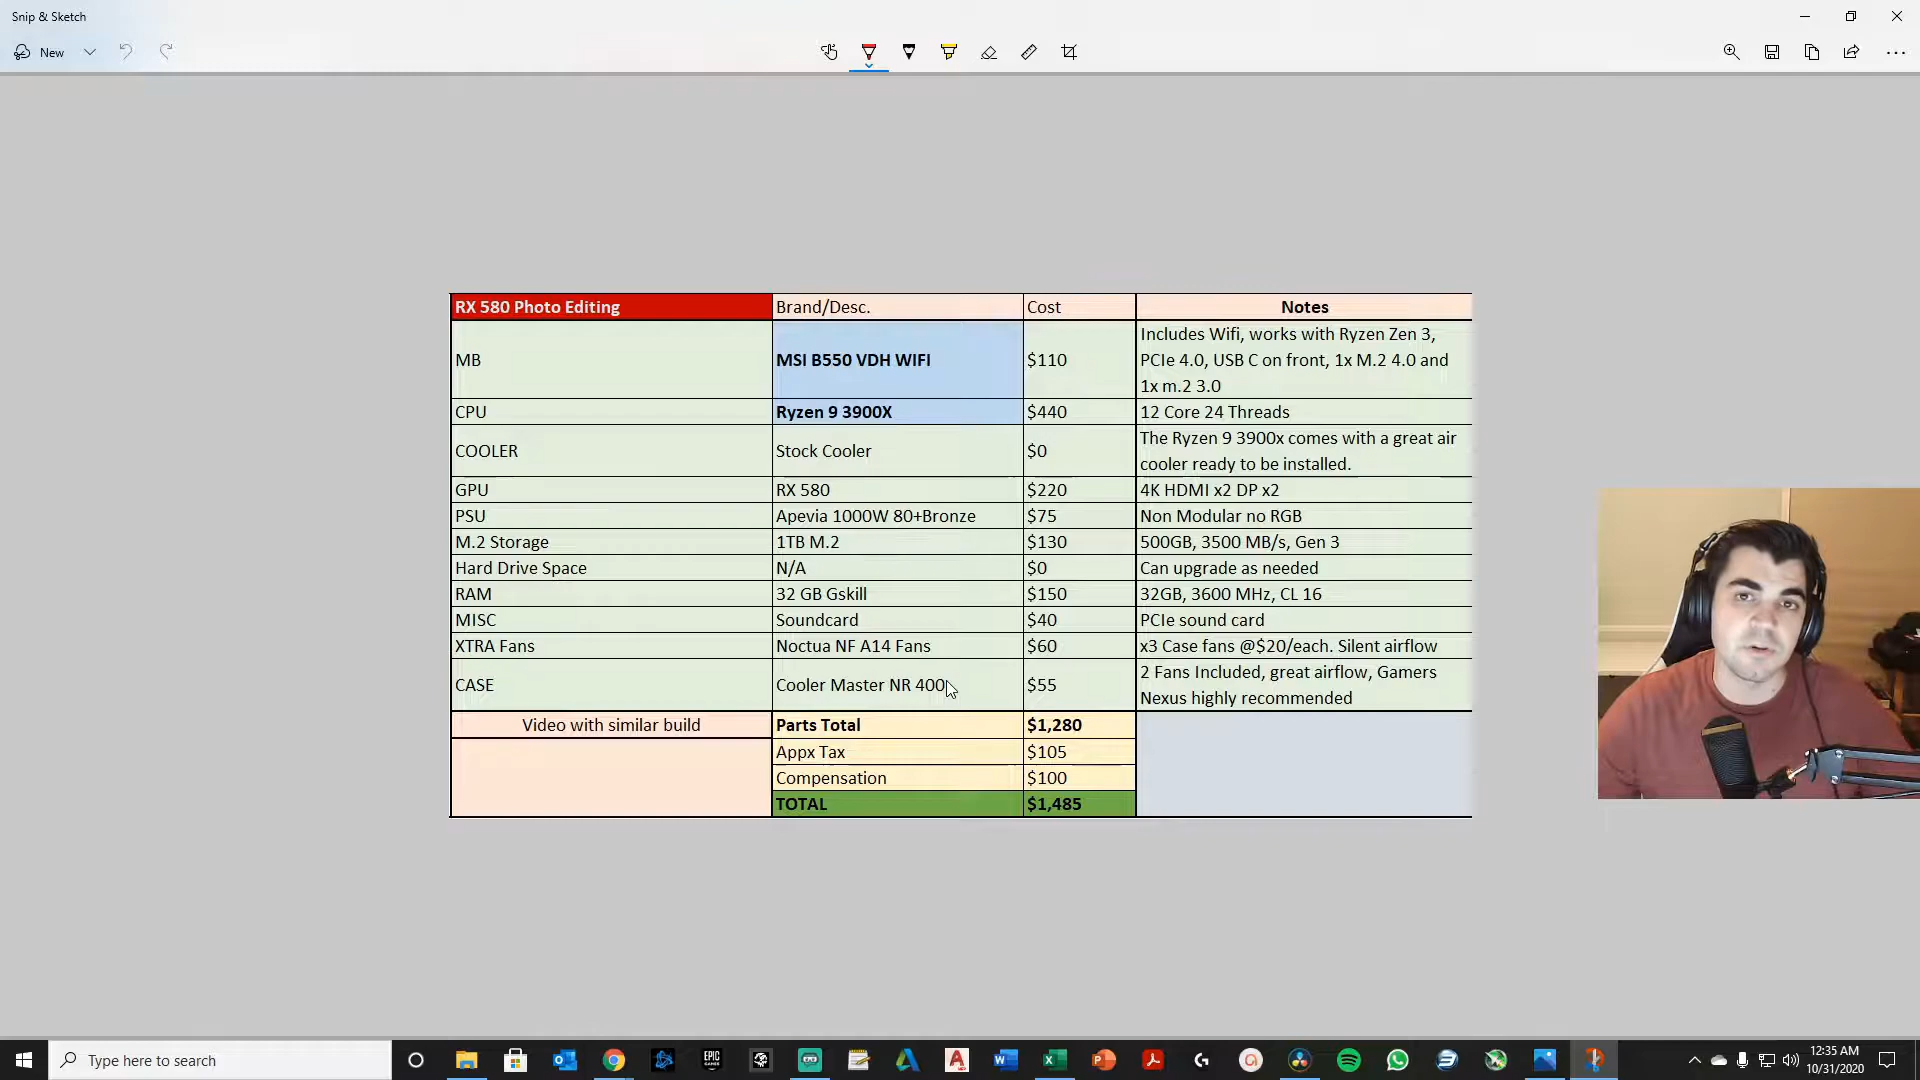 Snip & Sketch
New
RX 580 Photo Editing Brand/Desc. Cost Notes
MB MSI B550 VDH WIFI $110 Includes Wifi, works with Ryzen Zen 3,
PCIe 4.0, USB C on front, 1x M.2 4.0 and
1x m.2 3.0
CPU Ryzen 9 3900X $440 12 Core 24 Threads
COOLER Stock Cooler $0 The Ryzen 9 3900x comes with a great air
cooler ready to be installed.
GPU RX 580 $220 4K HDMI x2 DP x2
PSU Apevia 1000W 80+Bronze $75 Non Modular no RGB
M.2 Storage 1TB M.2 $130 500GB, 3500 MB/s, Gen 3
Hard Drive Space N/A $0 Can upgrade as needed
RAM 32 GB Gskill $150 32GB, 3600 MHz, CL 16
MISC Soundcard $40 PCIe sound card
XTRA Fans Noctua NF A14 Fans $60 x3 Case fans @$20/each. Silent airflow
CASE Cooler Master NR 400 $55 2 Fans Included, great airflow, Gamers
Nexus highly recommended
Video with similar build Parts Total $1,280
Appx Tax $105
Compensation $100
TOTAL $1,485
Type here to search
EPIC
GAMES
12:35 AM
10/31/2020